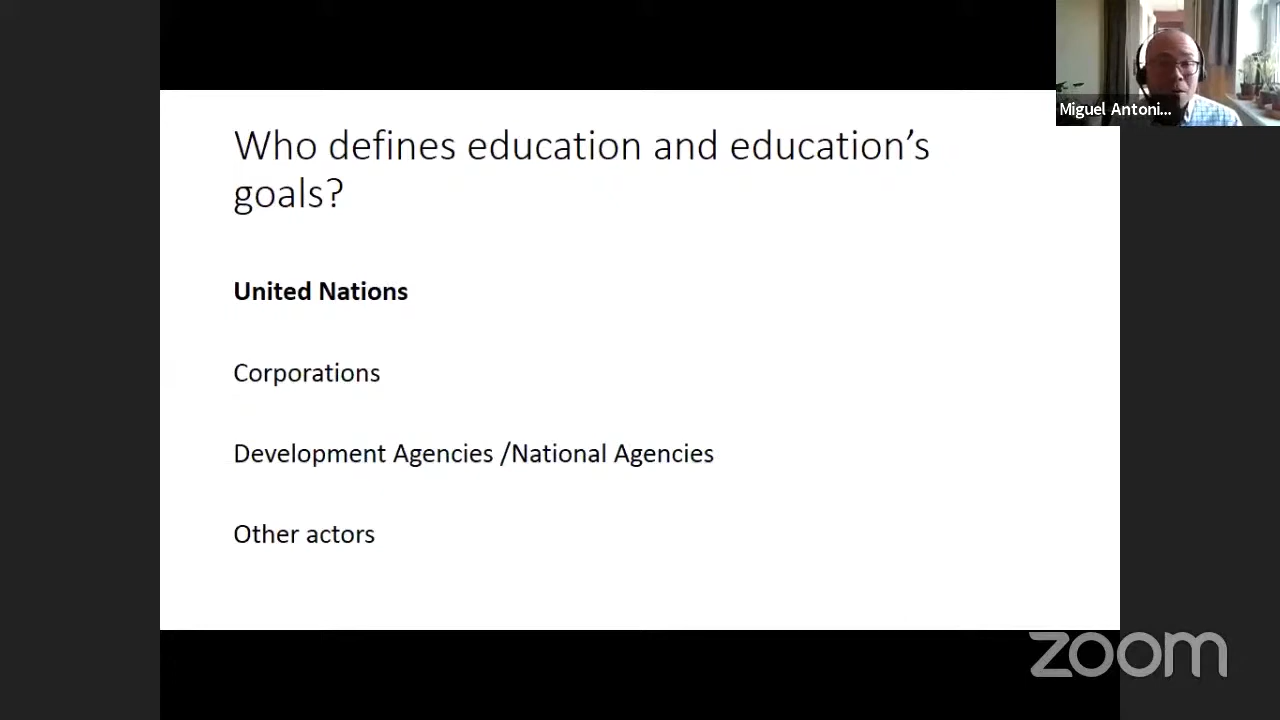 Miguel Antoni...
Who defines education and education’s
goals?
United Nations
Corporations
Development Agencies /National Agencies
Other actors
zoom